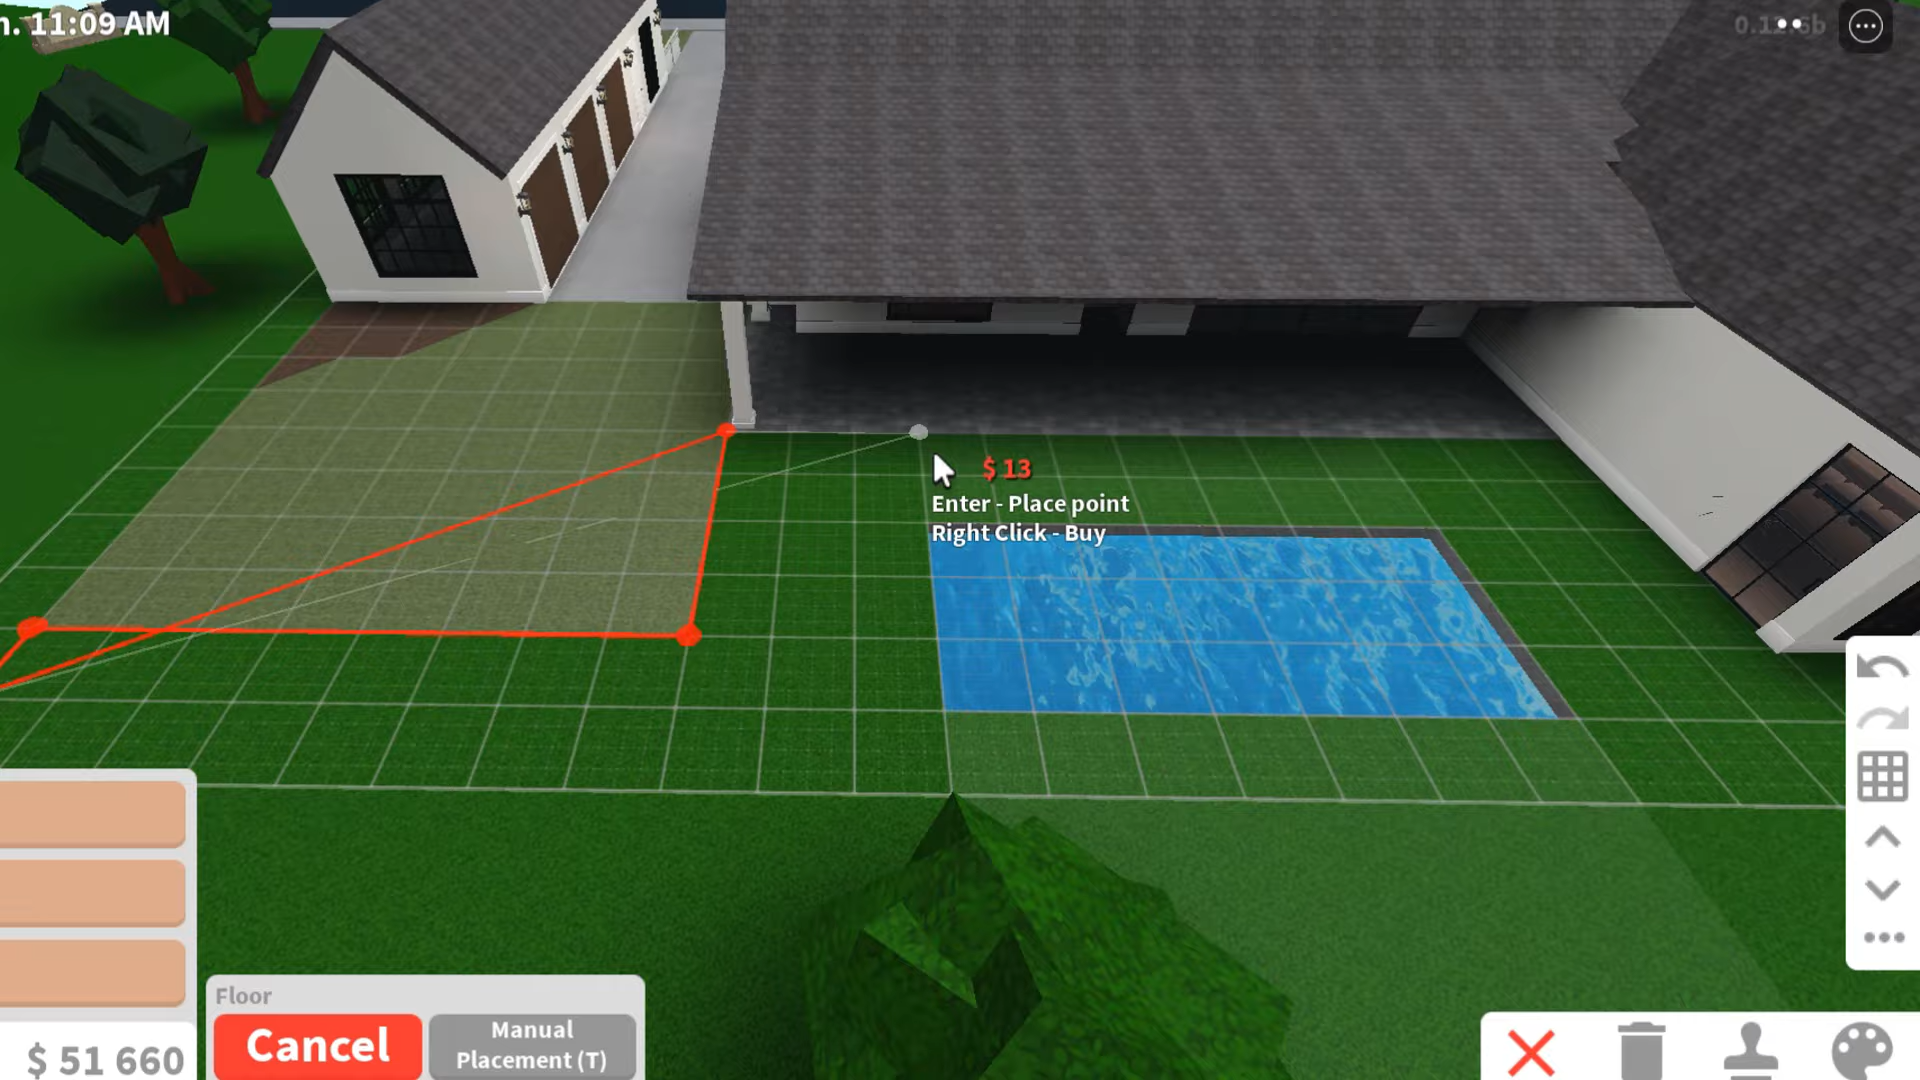 n. 11:09 AM
$ 13
Enter - Place point
Right Click - Buy
Floor
Cancel
Manual
Placement (T)
$ 51 660